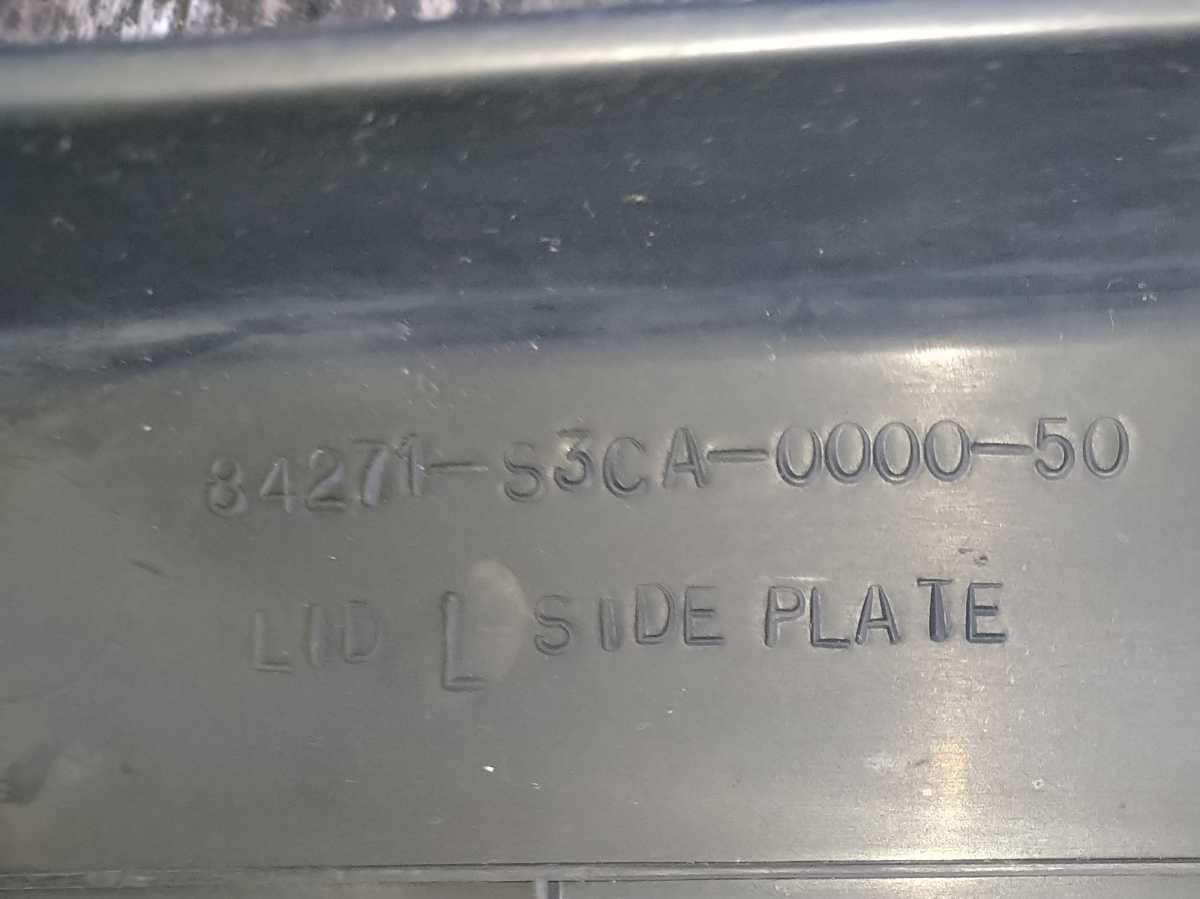 84271-S3CA-0000-50
LID L SIDE PLATE